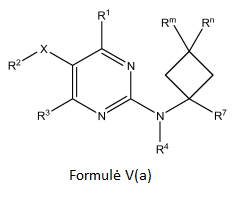 R¹ Rᵐ Rⁿ
X
R² N
R³ N N R⁷
R⁴
Formulė V(a)